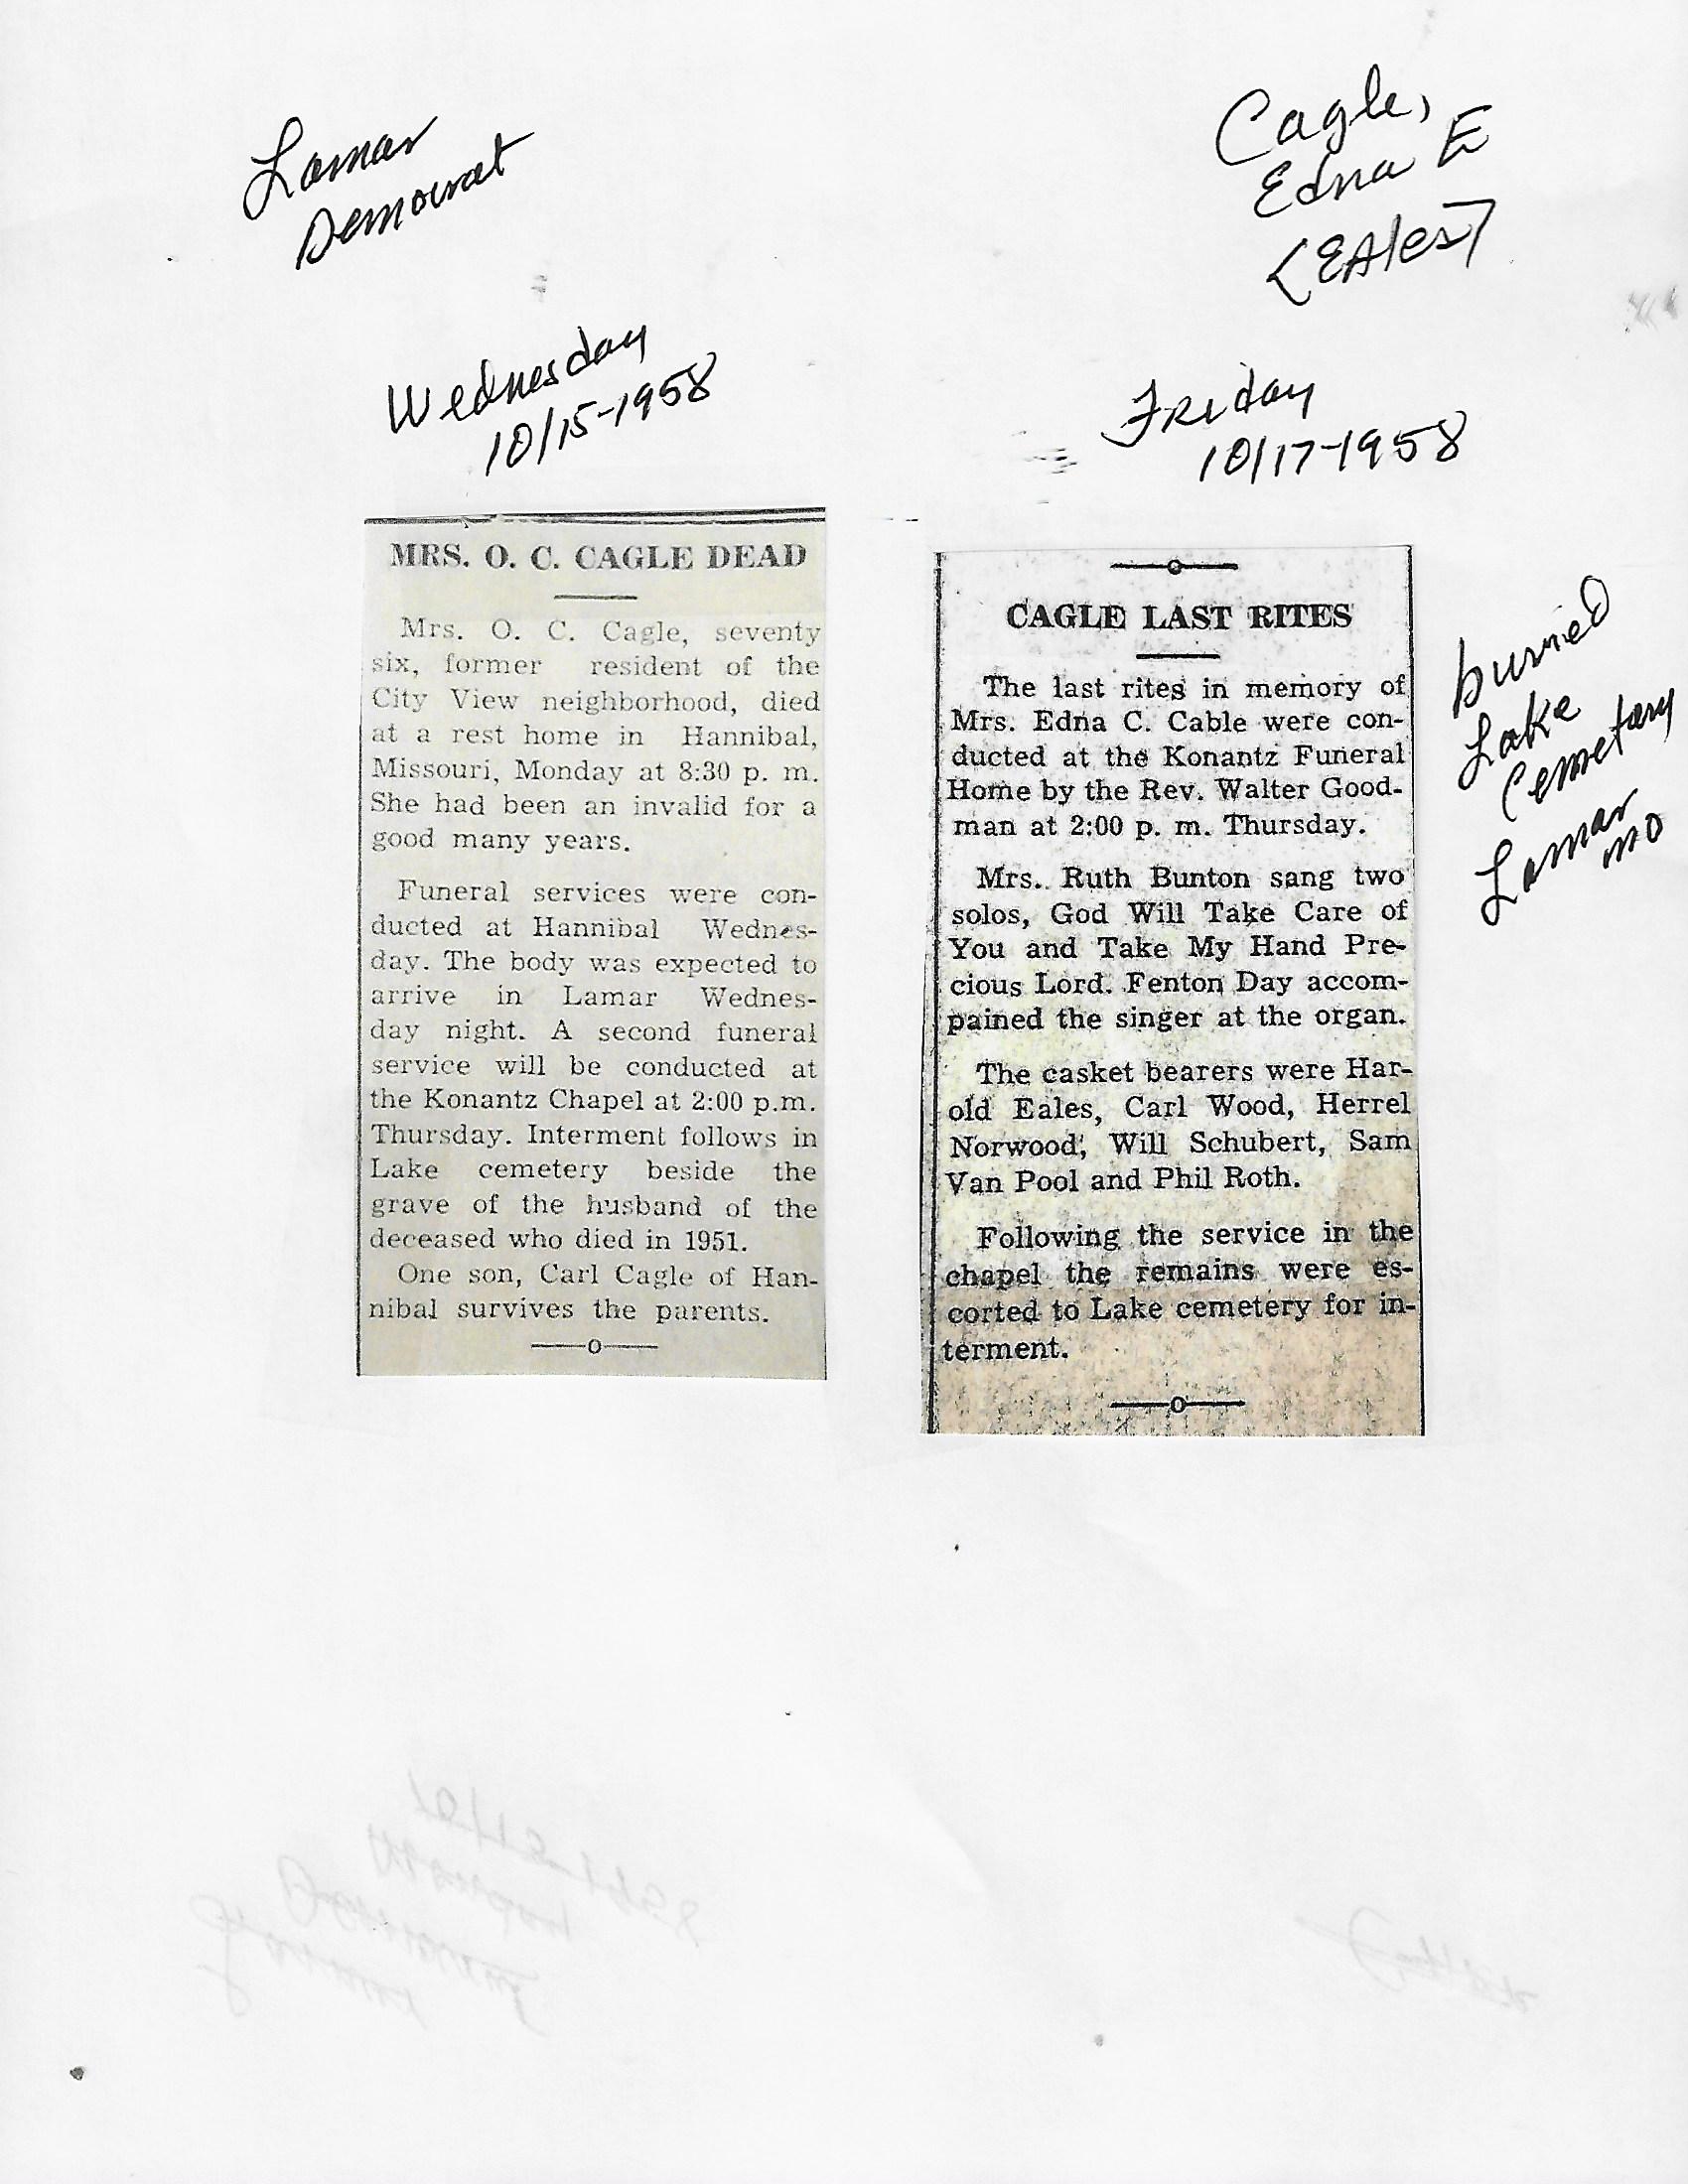 Lamar
Democrat
Cagle,
Edna E
<EAles>
Wednesday
10/15-1958
Friday
10/17-1958
MRS. O. C. CAGLE DEAD
Mrs. O. C. Cagle, seventy
six, former resident of the
City View neighborhood, died
at a rest home in Hannibal,
Missouri, Monday at 8:30 p. m.
She had been an invalid for a
good many years.
Funeral services were con-
ducted at Hannibal Wednes-
day. The body was expected to
arrive in Lamar Wednes-
day night. A second funeral
service will be conducted at
the Konantz Chapel at 2:00 p.m.
Thursday. Interment follows in
Lake cemetery beside the
grave of the husband of the
deceased who died in 1951.
One son, Carl Cagle of Han-
nibal survives the parents.
CAGLE LAST RITES
The last rites in memory of
Mrs. Edna C. Cable were con-
ducted at the Konantz Funeral
Home by the Rev. Walter Good-
man at 2:00 p. m. Thursday.
Mrs. Ruth Bunton sang two
solos, God Will Take Care of
You and Take My Hand Pre-
cious Lord. Fenton Day accom-
pained the singer at the organ.
The casket bearers were Har-
old Eales, Carl Wood, Herrel
Norwood, Will Schubert, Sam
Van Pool and Phil Roth.
Following the service in the
chapel the remains were es-
corted to Lake cemetery for in-
terment.
burried
Lake
Cemetary
Lamar
mo